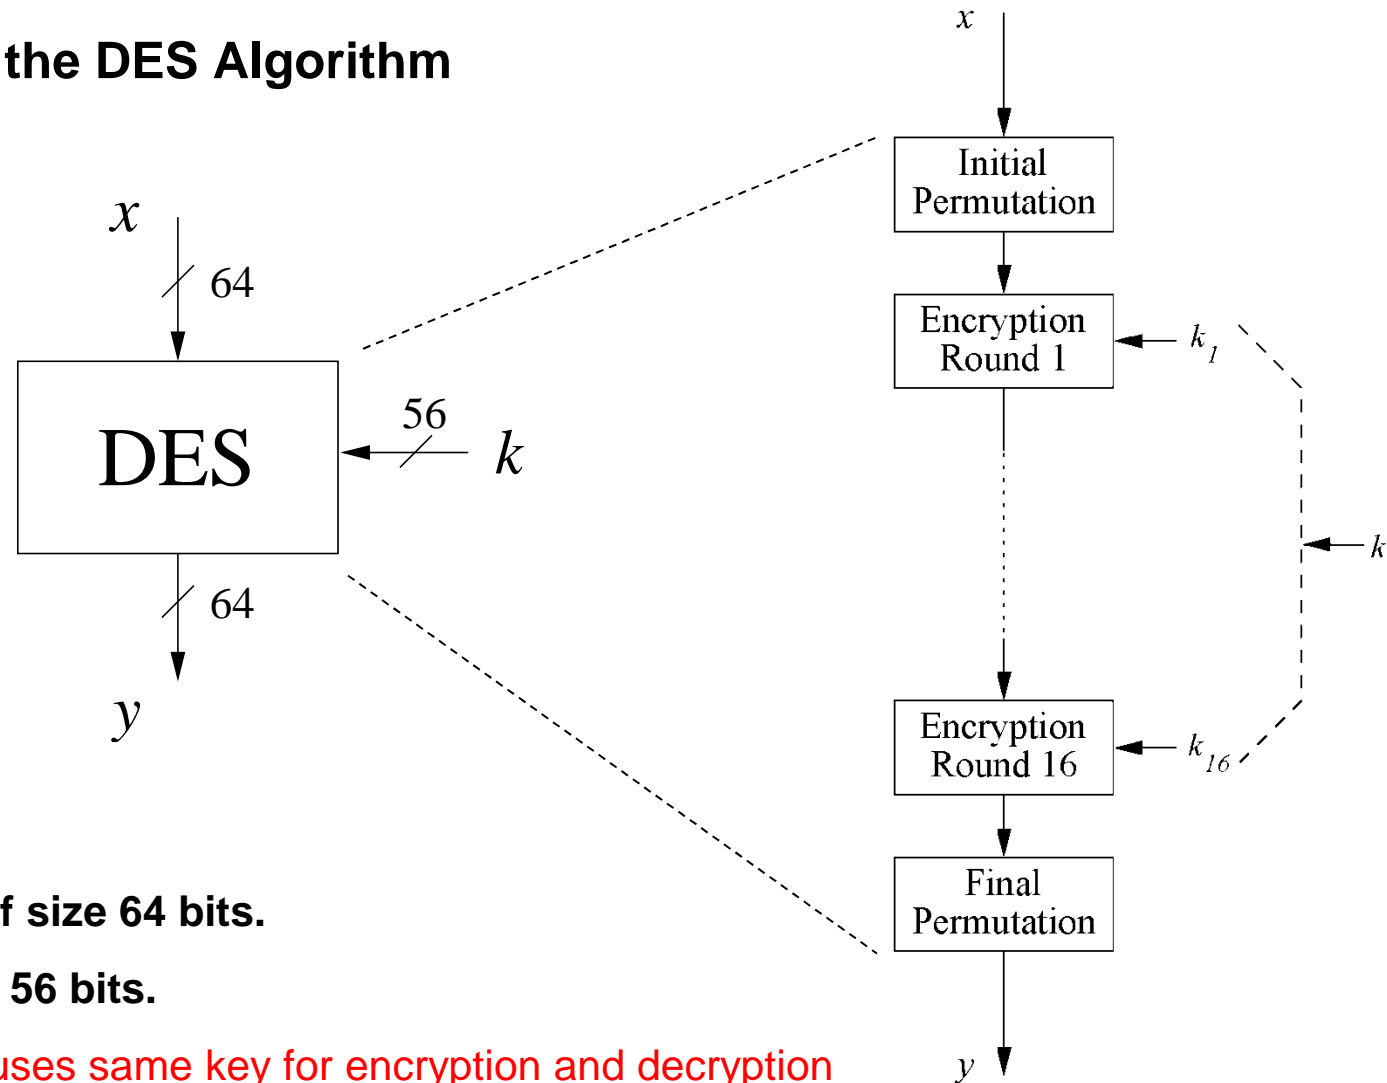 the DES Algorithm
x
64
DES
56
k
64
y
x
Initial
Permutation
Encryption
Round 1
k1
k
Encryption
Round 16
k16
Final
Permutation
y
f size 64 bits.
56 bits.
uses same key for encryption and decryption